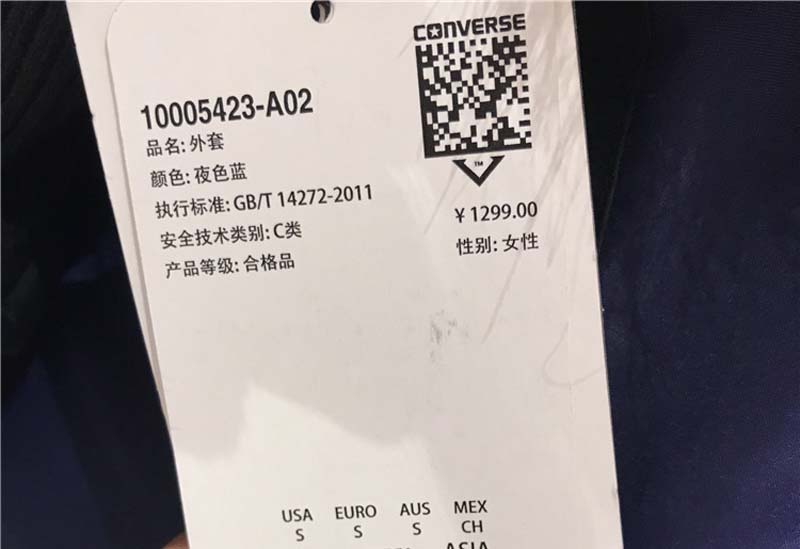 CONVERSE
10005423-A02
品名: 外套
颜色: 夜色蓝
执行标准: GB/T 14272-2011
安全技术类别: C类
产品等级: 合格品
TM
¥ 1299.00
性别: 女性
USA EURO AUS MEX
S S S CH
ASIA